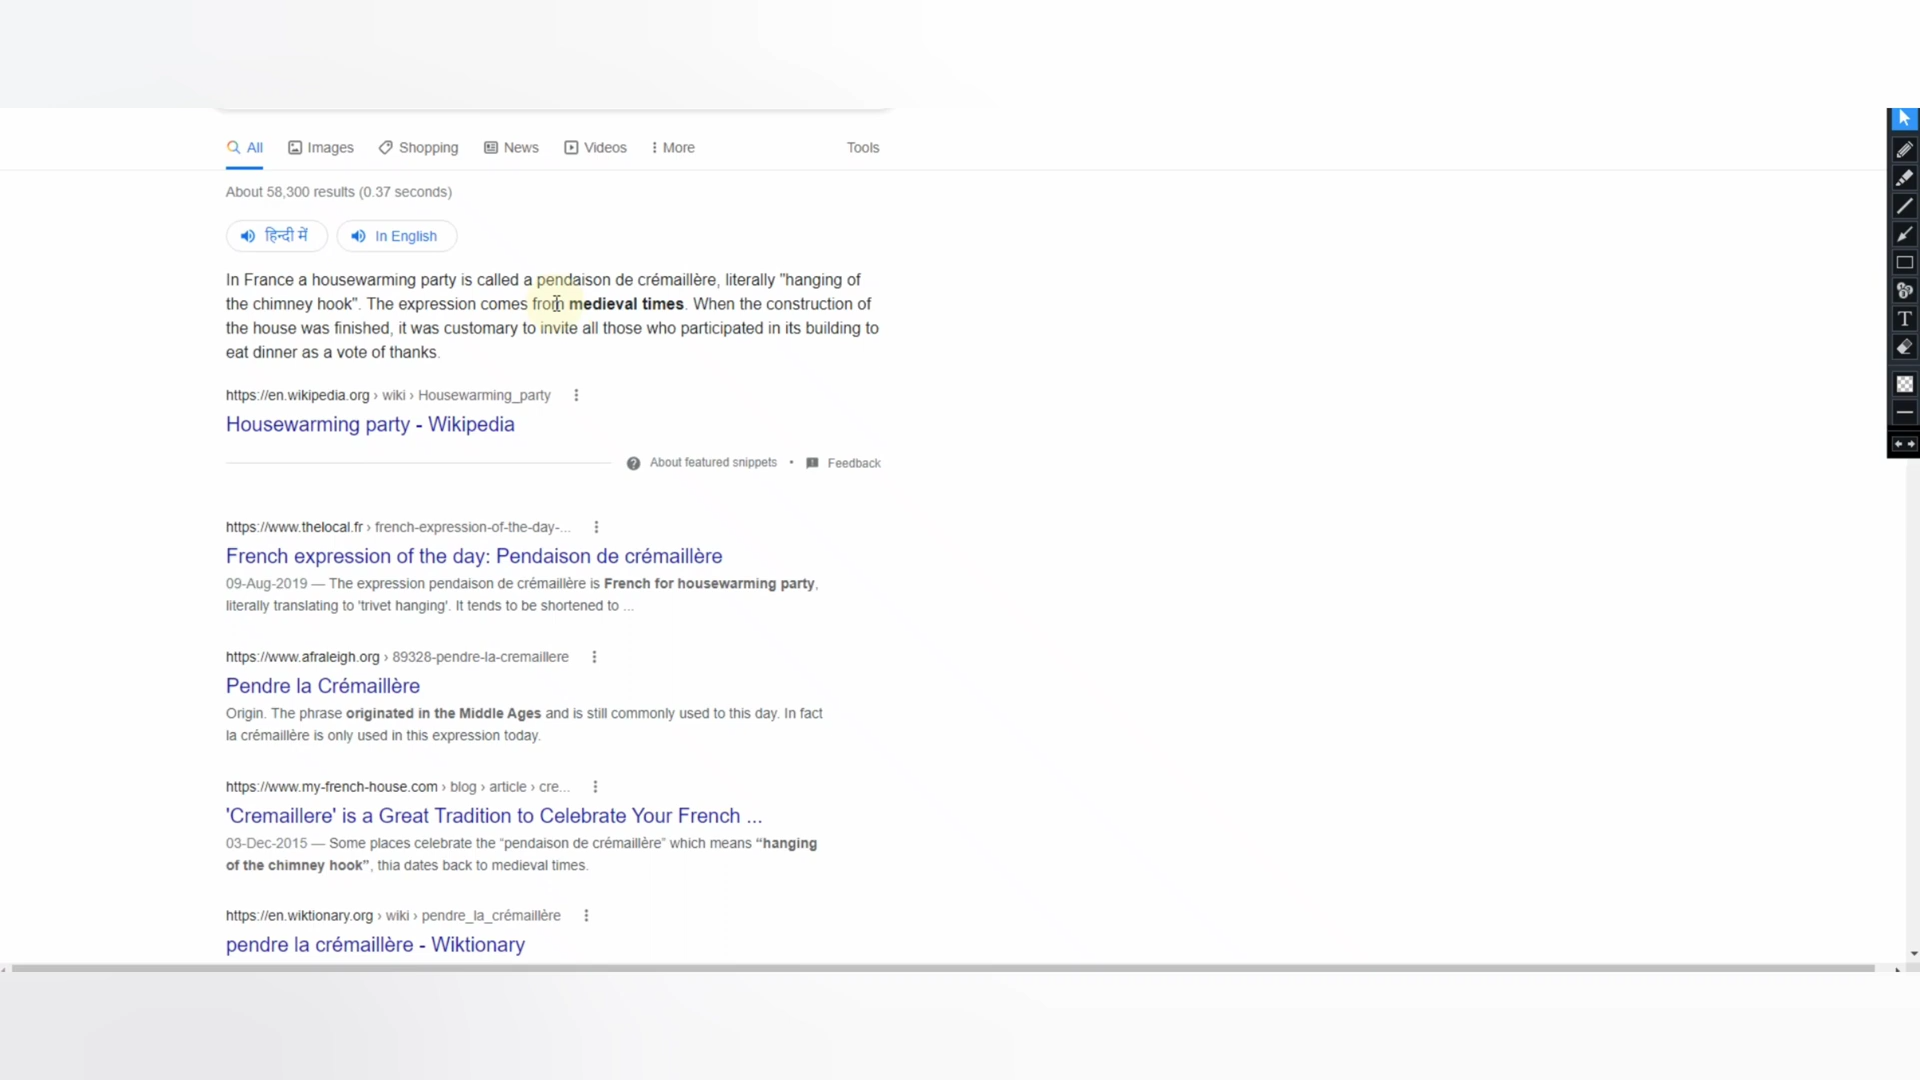 All Images Shopping News Videos More Tools
About 58,300 results (0.37 seconds)
हिन्दी में In English
In France a housewarming party is called a pendaison de crémaillère, literally "hanging of
the chimney hook". The expression comes from medieval times. When the construction of
the house was finished, it was customary to invite all those who participated in its building to
eat dinner as a vote of thanks.
https://en.wikipedia.org › wiki › Housewarming_party
Housewarming party - Wikipedia
About featured snippets • Feedback
https://www.thelocal.fr › french-expression-of-the-day-...
French expression of the day: Pendaison de crémaillère
09-Aug-2019 — The expression pendaison de crémaillère is French for housewarming party,
literally translating to 'trivet hanging'. It tends to be shortened to ...
https://www.afraleigh.org › 89328-pendre-la-cremaillere
Pendre la Crémaillère
Origin. The phrase originated in the Middle Ages and is still commonly used to this day. In fact
la crémaillère is only used in this expression today.
https://www.my-french-house.com › blog › article › cre...
'Cremaillere' is a Great Tradition to Celebrate Your French ...
03-Dec-2015 — Some places celebrate the “pendaison de crémaillère” which means “hanging
of the chimney hook”, thia dates back to medieval times.
https://en.wiktionary.org › wiki › pendre_la_crémaillère
pendre la crémaillère - Wiktionary